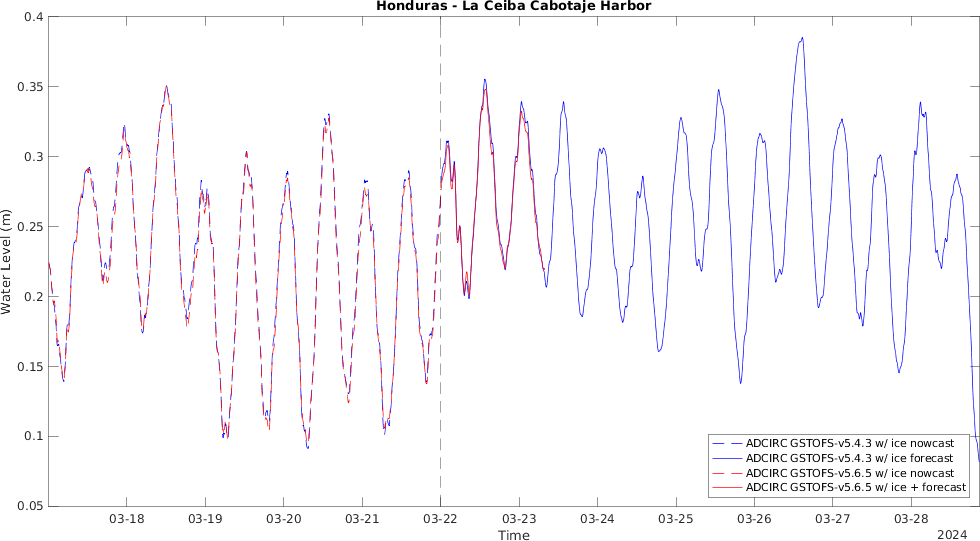 Honduras - La Ceiba Cabotaje Harbor
0.4
0.35
0.3
0.25
0.2
0.15
0.1
0.05
Water Level (m)
03-18 03-19 03-20 03-21 03-22 03-23 03-24 03-25 03-26 03-27 03-28
Time
2024
ADCIRC GSTOFS-v5.4.3 w/ ice nowcast
ADCIRC GSTOFS-v5.4.3 w/ ice forecast
ADCIRC GSTOFS-v5.6.5 w/ ice nowcast
ADCIRC GSTOFS-v5.6.5 w/ ice + forecast